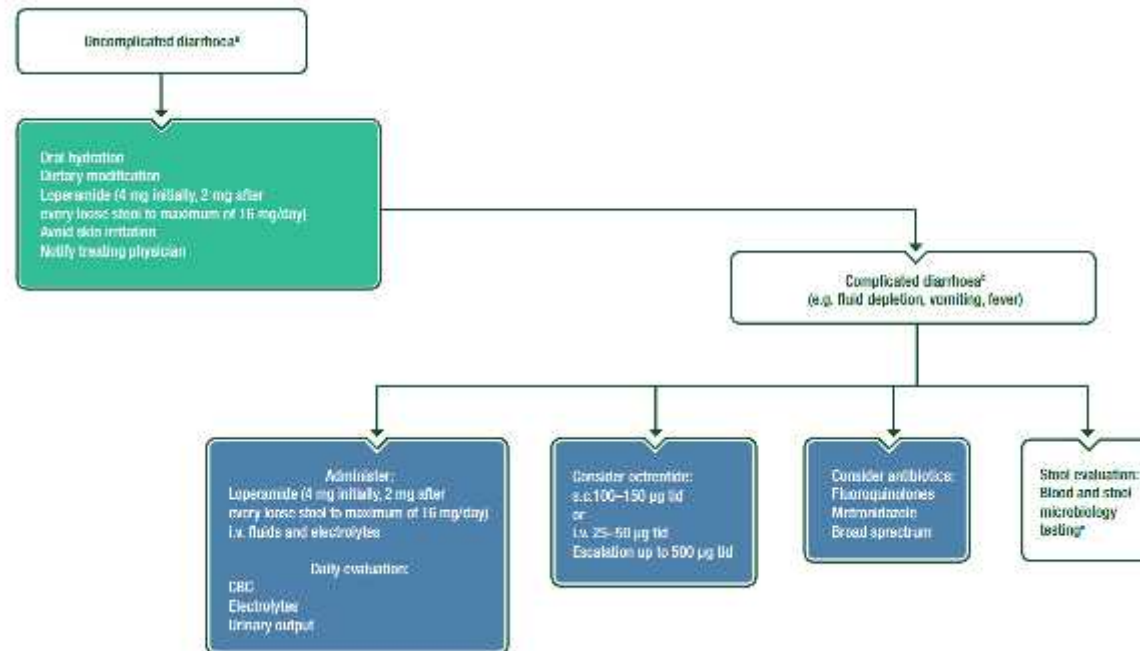 Uncomplicated diarrhoeaᵃ
Oral hydration
Dietary modification
Loperamide (4 mg initially, 2 mg after
every loose stool to maximum of 16 mg/day)
Avoid skin irritation
Notify treating physician
Complicated diarrhoeaᶜ
(e.g. fluid depletion, vomiting, fever)
Administer:
Loperamide (4 mg initially, 2 mg after
every loose stool to maximum of 16 mg/day)
i.v. fluids and electrolytes
Daily evaluation:
CBC
Electrolytes
Urinary output
Consider octreotide:
s.c.100–150 µg tid
or
i.v. 25–50 µg tid
Escalation up to 500 µg tid
Consider antibiotics:
Fluoroquinolones
Metronidazole
Broad spectrum
Stool evaluation:
Blood and stool
microbiology
testing